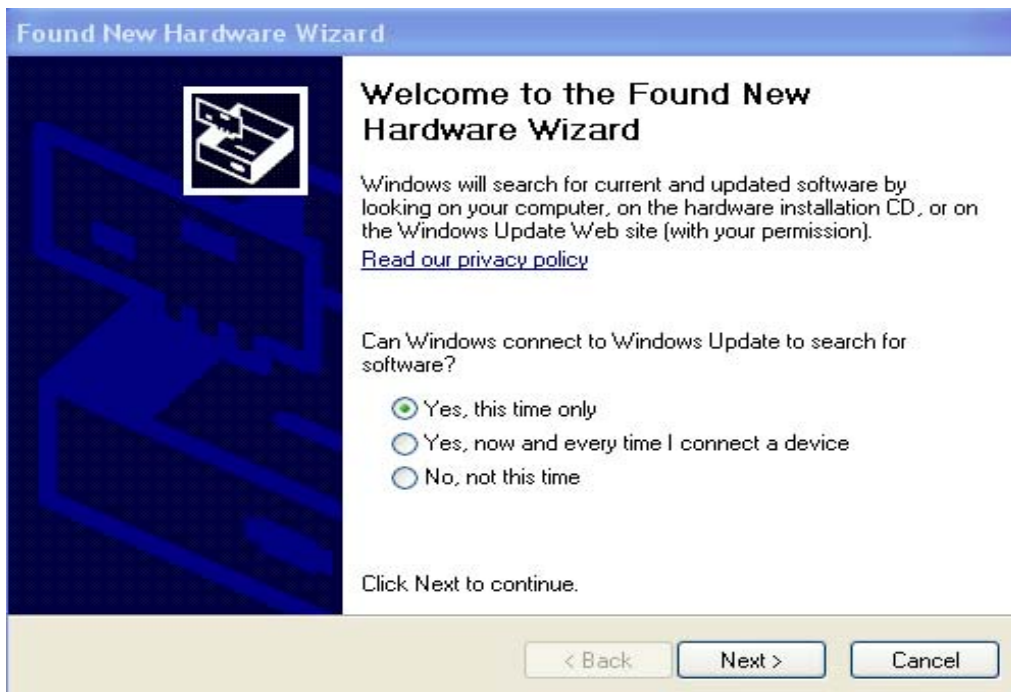 Found New Hardware Wizard
Welcome to the Found New
Hardware Wizard
Windows will search for current and updated software by
looking on your computer, on the hardware installation CD, or on
the Windows Update Web site (with your permission).
Read our privacy policy
Can Windows connect to Windows Update to search for
software?
Yes, this time only
Yes, now and every time I connect a device
No, not this time
Click Next to continue.
< Back
Next >
Cancel